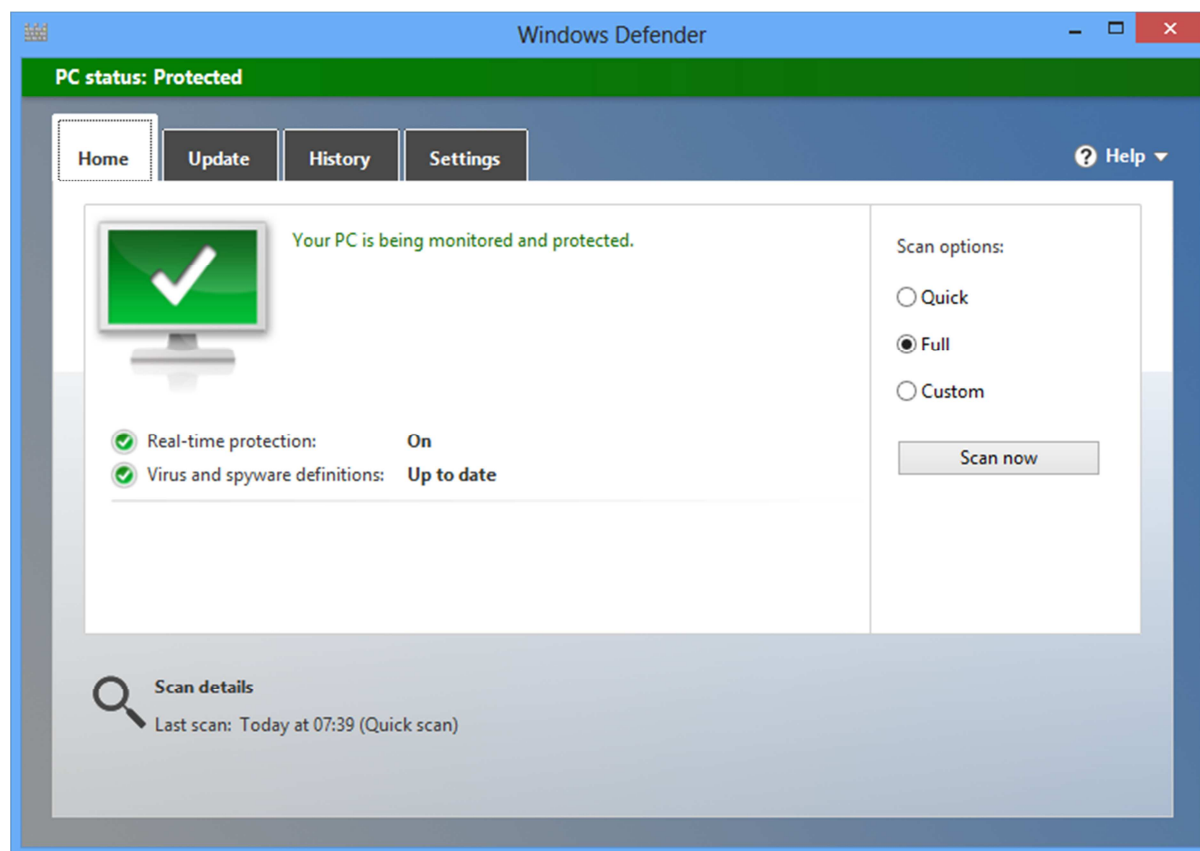 Windows Defender
PC status: Protected
Home Update History Settings
Help
Your PC is being monitored and protected.
Scan options:
Quick
Full
Custom
Scan now
Real-time protection: On
Virus and spyware definitions: Up to date
Scan details
Last scan: Today at 07:39 (Quick scan)